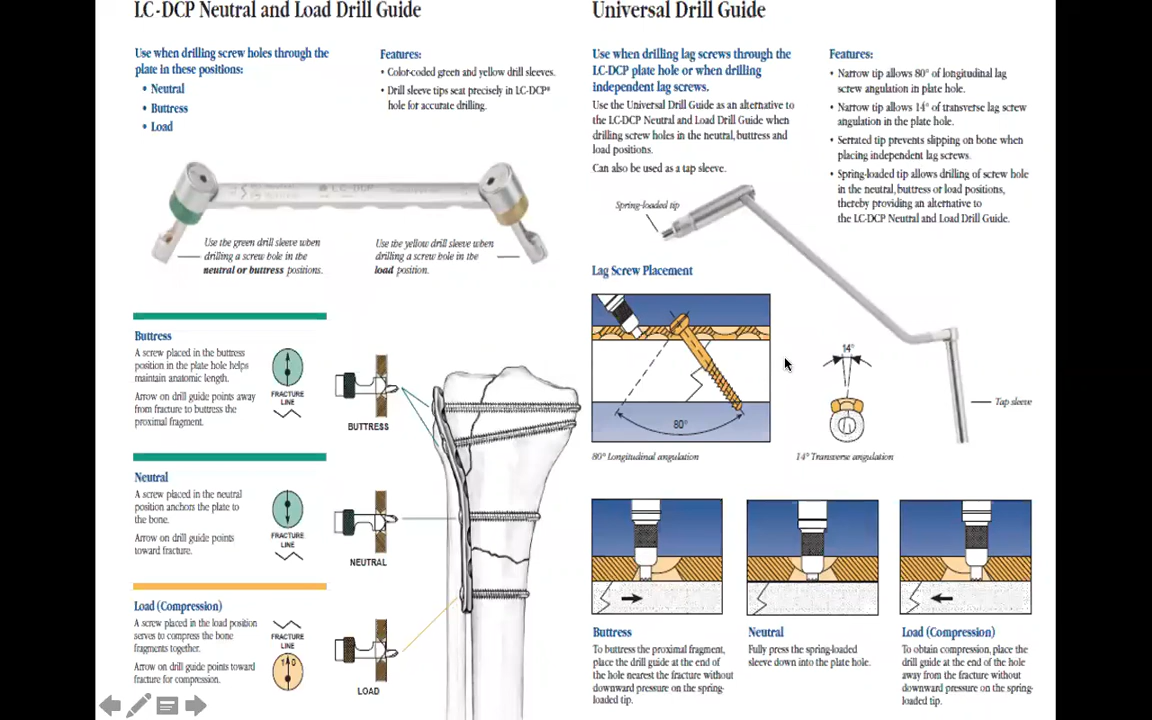 LC-DCP Neutral and Load Drill Guide
Use when drilling screw holes through the
plate in these positions:
• Neutral
• Buttress
• Load
Features:
• Color-coded green and yellow drill sleeves.
• Drill sleeve tips seat precisely in LC-DCP®
hole for accurate drilling.
LC-DCP
Use the green drill sleeve when
drilling a screw hole in the
neutral or buttress positions.
Use the yellow drill sleeve when
drilling a screw hole in the
load position.
Buttress
A screw placed in the buttress
position in the plate hole helps
maintain anatomic length.
Arrow on drill guide points away
from fracture to buttress the
proximal fragment.
FRACTURE
LINE
BUTTRESS
Neutral
A screw placed in the neutral
position anchors the plate to
the bone.
Arrow on drill guide points
toward fracture.
FRACTURE
LINE
NEUTRAL
Load (Compression)
A screw placed in the load position
serves to compress the bone
fragments together.
Arrow on drill guide points toward
fracture for compression.
FRACTURE
LINE
LOAD
Universal Drill Guide
Use when drilling lag screws through the
LC-DCP plate hole or when drilling
independent lag screws.
Use the Universal Drill Guide as an alternative to
the LC-DCP Neutral and Load Drill Guide when
drilling screw holes in the neutral, buttress and
load positions.
Can also be used as a tap sleeve.
Features:
• Narrow tip allows 80° of longitudinal lag
screw angulation in plate hole.
• Narrow tip allows 14° of transverse lag screw
angulation in the plate hole.
• Serrated tip prevents slipping on bone when
placing independent lag screws.
• Spring-loaded tip allows drilling of screw hole
in the neutral, buttress or load positions,
thereby providing an alternative to
the LC-DCP Neutral and Load Drill Guide.
Spring-loaded tip
Lag Screw Placement
80°
80° Longitudinal angulation
14°
14° Transverse angulation
Tap sleeve
Buttress
To buttress the proximal fragment,
place the drill guide at the end of
the hole nearest the fracture without
downward pressure on the spring-
loaded tip.
Neutral
Fully press the spring-loaded
sleeve down into the plate hole.
Load (Compression)
To obtain compression, place the
drill guide at the end of the hole
away from the fracture without
downward pressure on the spring-
loaded tip.